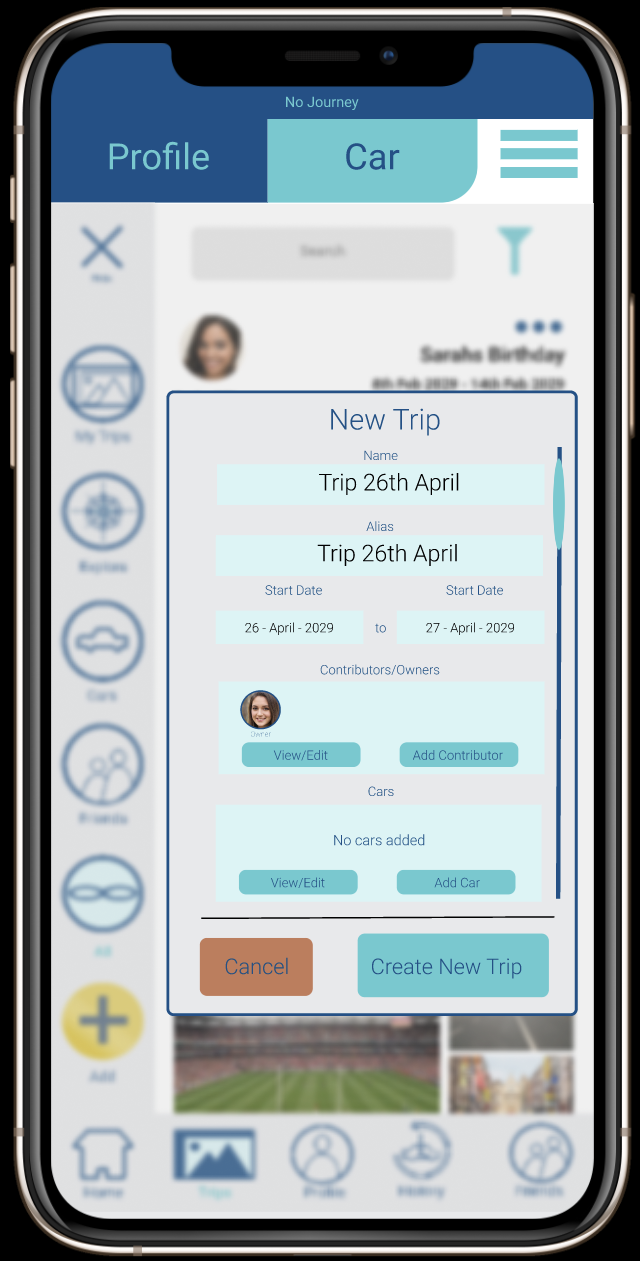 No Journey
Profile
Car
Search
Sarahs Birthday
8th Feb 2029 - 14th Feb 2029
My Trips
Explore
Cars
Friends
All
Add
New Trip
Name
Trip 26th April
Alias
Trip 26th April
Start Date Start Date
26 - April - 2029 to 27 - April - 2029
Contributors/Owners
Owner
View/Edit Add Contributor
Cars
No cars added
View/Edit Add Car
Cancel Create New Trip
Home Trips Profile History Friends